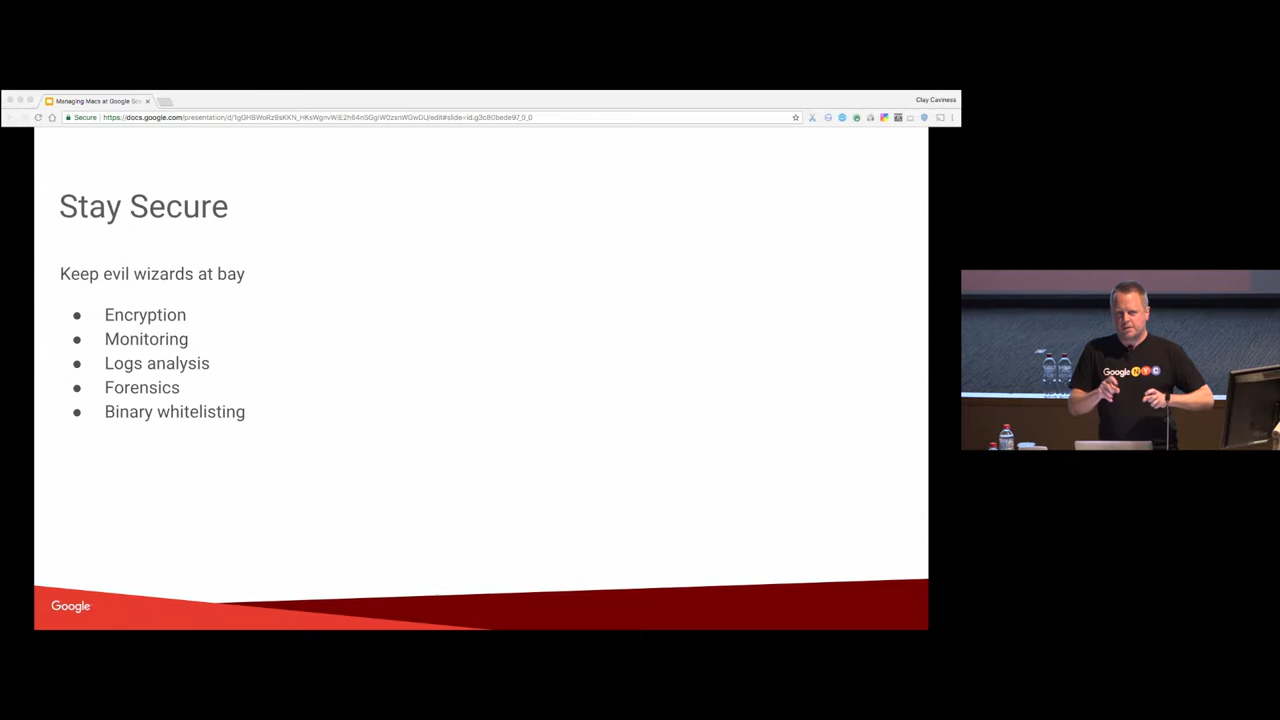 Managing Macs at Google Sca
Clay Caviness
Secure
Stay Secure
Keep evil wizards at bay
● Encryption
● Monitoring
● Logs analysis
● Forensics
● Binary whitelisting
Google
Google NYC